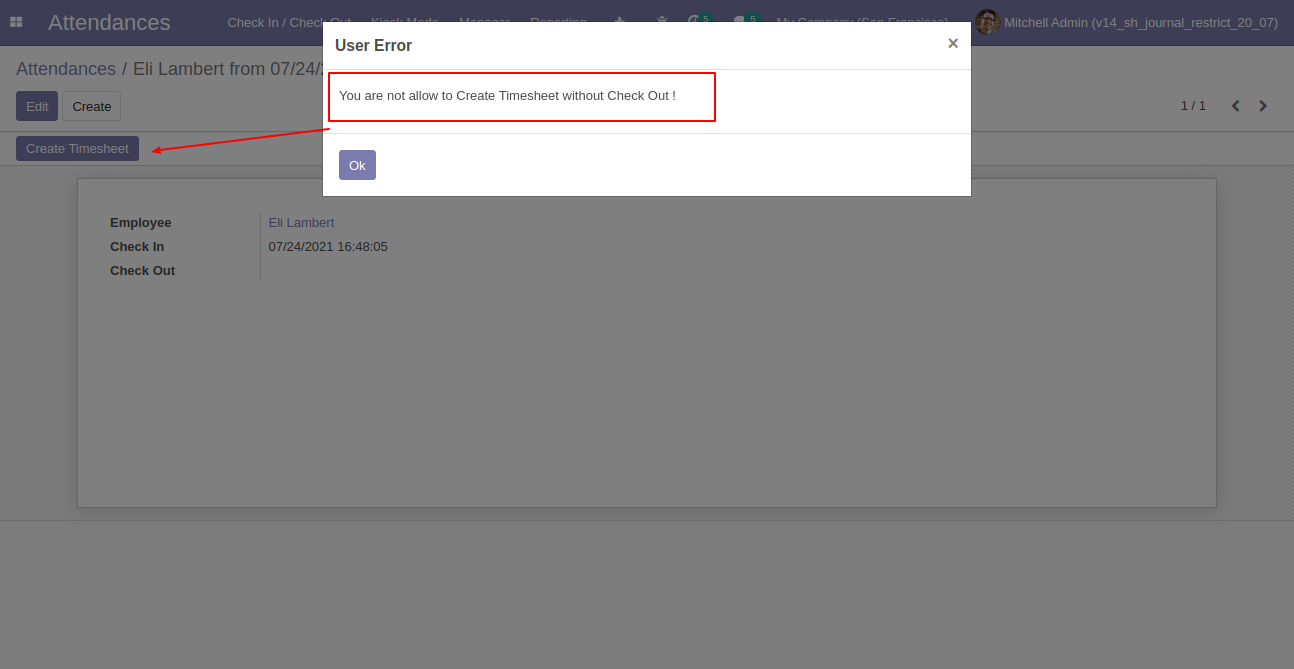 Attendances
Check In / Check Out Kiosk Mode Manager Reporting 5 5 My Company (San Francisco) Mitchell Admin (v14_sh_journal_restrict_20_07)
User Error
×
Attendances / Eli Lambert from 07/24/
You are not allow to Create Timesheet without Check Out !
Edit Create
1 / 1
Create Timesheet
Ok
Employee Eli Lambert
Check In 07/24/2021 16:48:05
Check Out